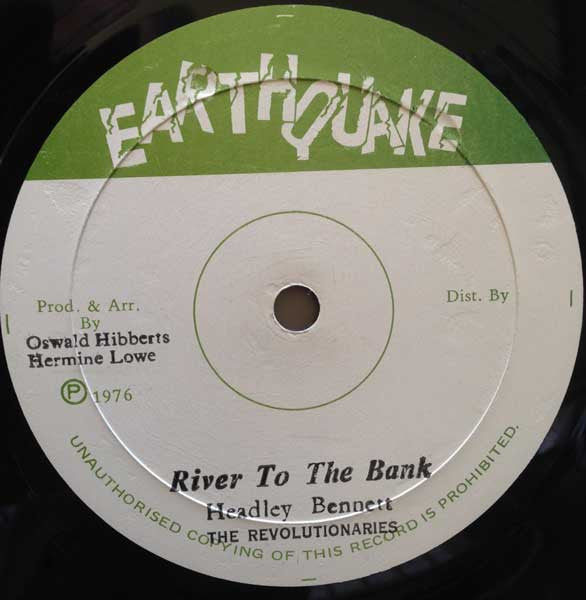 EARTHQUAKE
Prod. & Arr.
By
Oswald Hibberts
Hermine Lowe
Ⓟ 1976
Dist. By
River To The Bank
Headley Bennett
THE REVOLUTIONARIES
UNAUTHORISED COPYING OF THIS RECORD IS PROHIBITED.